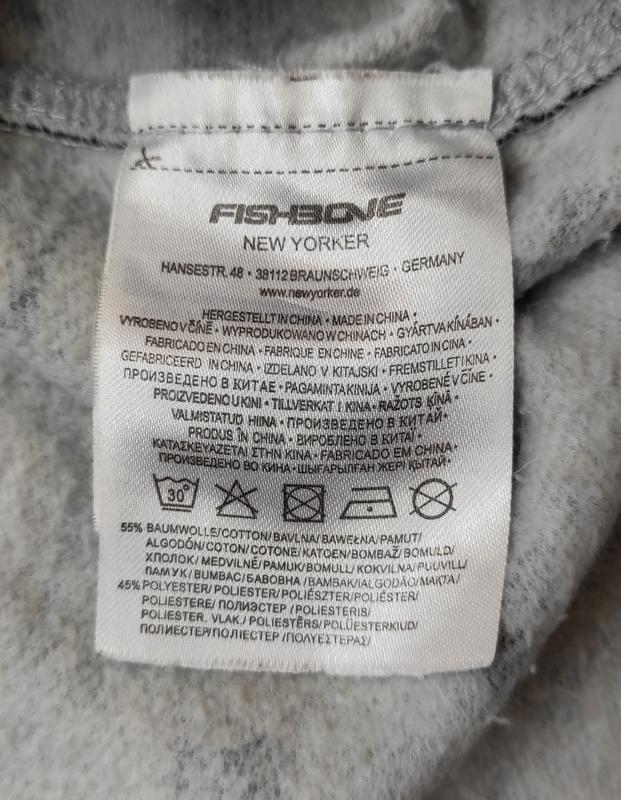 FISHBONE
NEW YORKER
HANSESTR. 48 • 38112 BRAUNSCHWEIG • GERMANY
www.newyorker.de
HERGESTELLT IN CHINA • MADE IN CHINA •
VYROBENO V ČÍNĚ • WYPRODUKOWANO W CHINACH • GYÁRTVA KÍNÁBAN •
FABRICADO EN CHINA • FABRIQUE EN CHINE • FABRICATO IN CINA •
GEFABRICEERD IN CHINA • IZDELANO V KITAJSKI • FREMSTILLET I KINA •
ПРОИЗВЕДЕНО В КИТАЕ • PAGAMINTA KINIJA • VYROBENÉ V ČÍNE •
PROIZVEDENO U KINI • TILLVERKAT I KINA • RAŽOTS ĶĪNĀ •
VALMISTATUD HIINA • ПРОИЗВЕДЕНО В КИТАЙ •
PRODUS ÎN CHINA • ВИРОБЛЕНО В КИТАЇ •
ΚΑΤΑΣΚΕΥΑΖΕΤΑΙ ΣΤΗΝ ΚΙΝΑ • FABRICADO EM CHINA •
ПРОИЗВЕДЕНО ВО КИНА • ШЫҒАРЫЛҒАН ЖЕРІ ҚЫТАЙ •
30°
55% BAUMWOLLE/COTTON/BAVLNA/BAWEŁNA/PAMUT/
ALGODÓN/COTON/COTONE/KATOEN/BOMBAŽ/BOMULD/
ХЛОПОК/ MEDVILNĖ/ PAMUK/BOMULL/ KOKVILNA/PUUVILL/
ПАМУК/BUMBAC/БАВОВНА /ΒΑΜΒΑΚΙ/ALGODÃO/МАҚТА/
45% POLYESTER/ POLIESTER/ POLIÉSZTER/POLIÉSTER/
POLIESTERE/ ПОЛИЭСТЕР /POLIESTERIS/
POLIESTER. VLAK./ POLIESTĒRS/ POLÜESTERKIUD/
ПОЛИЕСТЕР/ПОЛІЕСТЕР /ΠΟΛΥΕΣΤΕΡΑΣ/